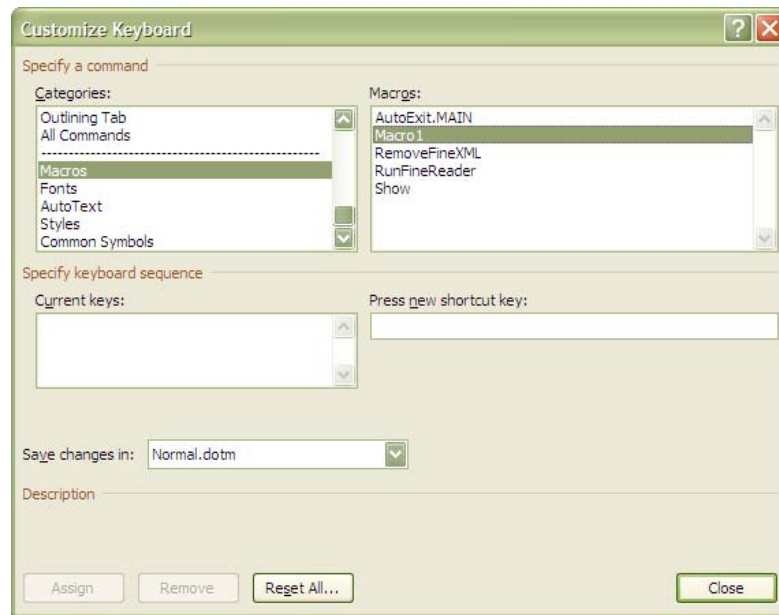 Customize Keyboard
Specify a command
Categories:
Outlining Tab
All Commands
----------------------------------------
Macros
Fonts
AutoText
Styles
Common Symbols
Macros:
AutoExit.MAIN
Macro1
RemoveFineXML
RunFineReader
Show
Specify keyboard sequence
Current keys:
Press new shortcut key:
Save changes in: Normal.dotm
Description
Assign Remove Reset All... Close